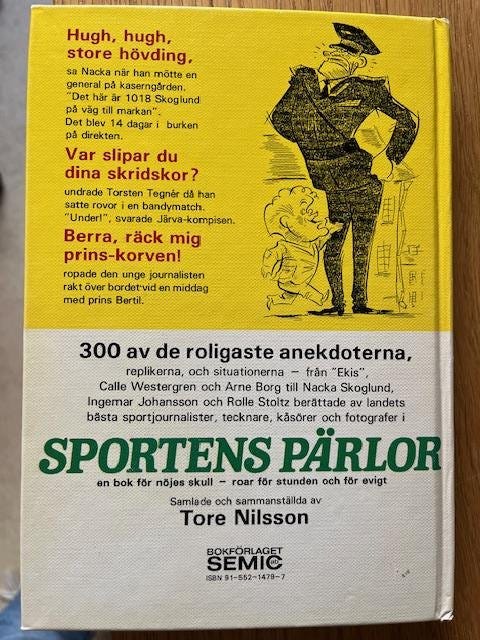 Hugh, hugh,
store hövding,
sa Nacka när han mötte en
general på kaserngården.
"Det här är 1018 Skoglund
på väg till markan".
Det blev 14 dagar i burken
på direkten.
Var slipar du
dina skridskor?
undrade Torsten Tegnér då han
satte rovor i en bandymatch.
"Under!", svarade Järva-kompisen.
Berra, räck mig
prins-korven!
ropade den unge journalisten
rakt över bordet vid en middag
med prins Bertil.
300 av de roligaste anekdoterna,
replikerna, och situationerna – från "Ekis",
Calle Westergren och Arne Borg till Nacka Skoglund,
Ingemar Johansson och Rolle Stoltz berättade av landets
bästa sportjournalister, tecknare, kåsörer och fotografer i
SPORTENS PÄRLOR
en bok för nöjes skull – roar för stunden och för evigt
Samlade och sammanställda av
Tore Nilsson
BOKFÖRLAGET
SEMIC ab
ISBN 91-552-1479-7